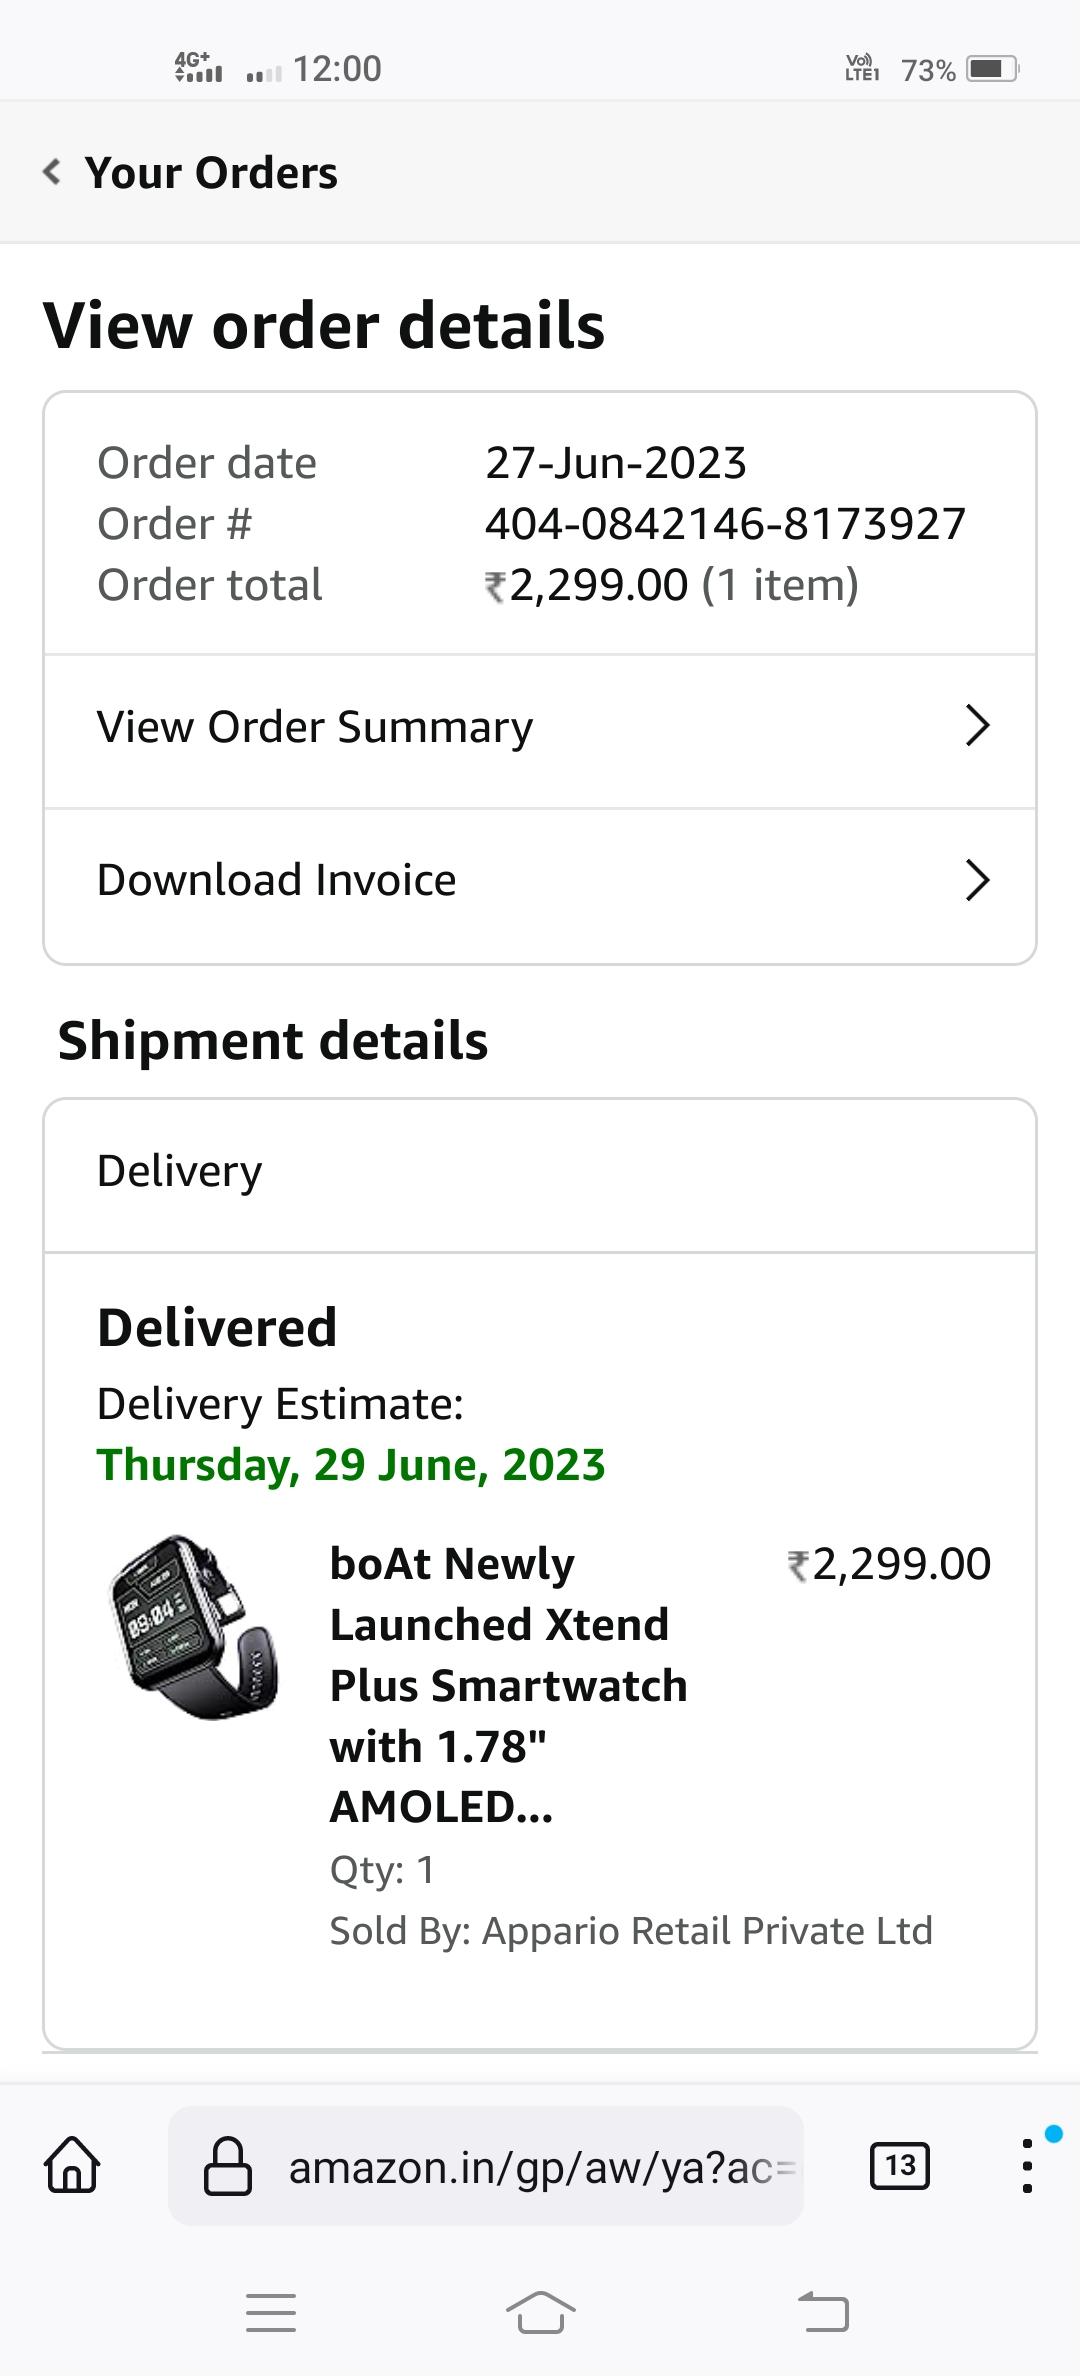 4G+ 12:00 Vo) LTE1 73%
Your Orders
View order details
Order date 27-Jun-2023
Order # 404-0842146-8173927
Order total ₹2,299.00 (1 item)
View Order Summary
Download Invoice
Shipment details
Delivery
Delivered
Delivery Estimate:
Thursday, 29 June, 2023
09:04
boAt Newly ₹2,299.00
Launched Xtend
Plus Smartwatch
with 1.78"
AMOLED...
Qty: 1
Sold By: Appario Retail Private Ltd
amazon.in/gp/aw/ya?ac=
13